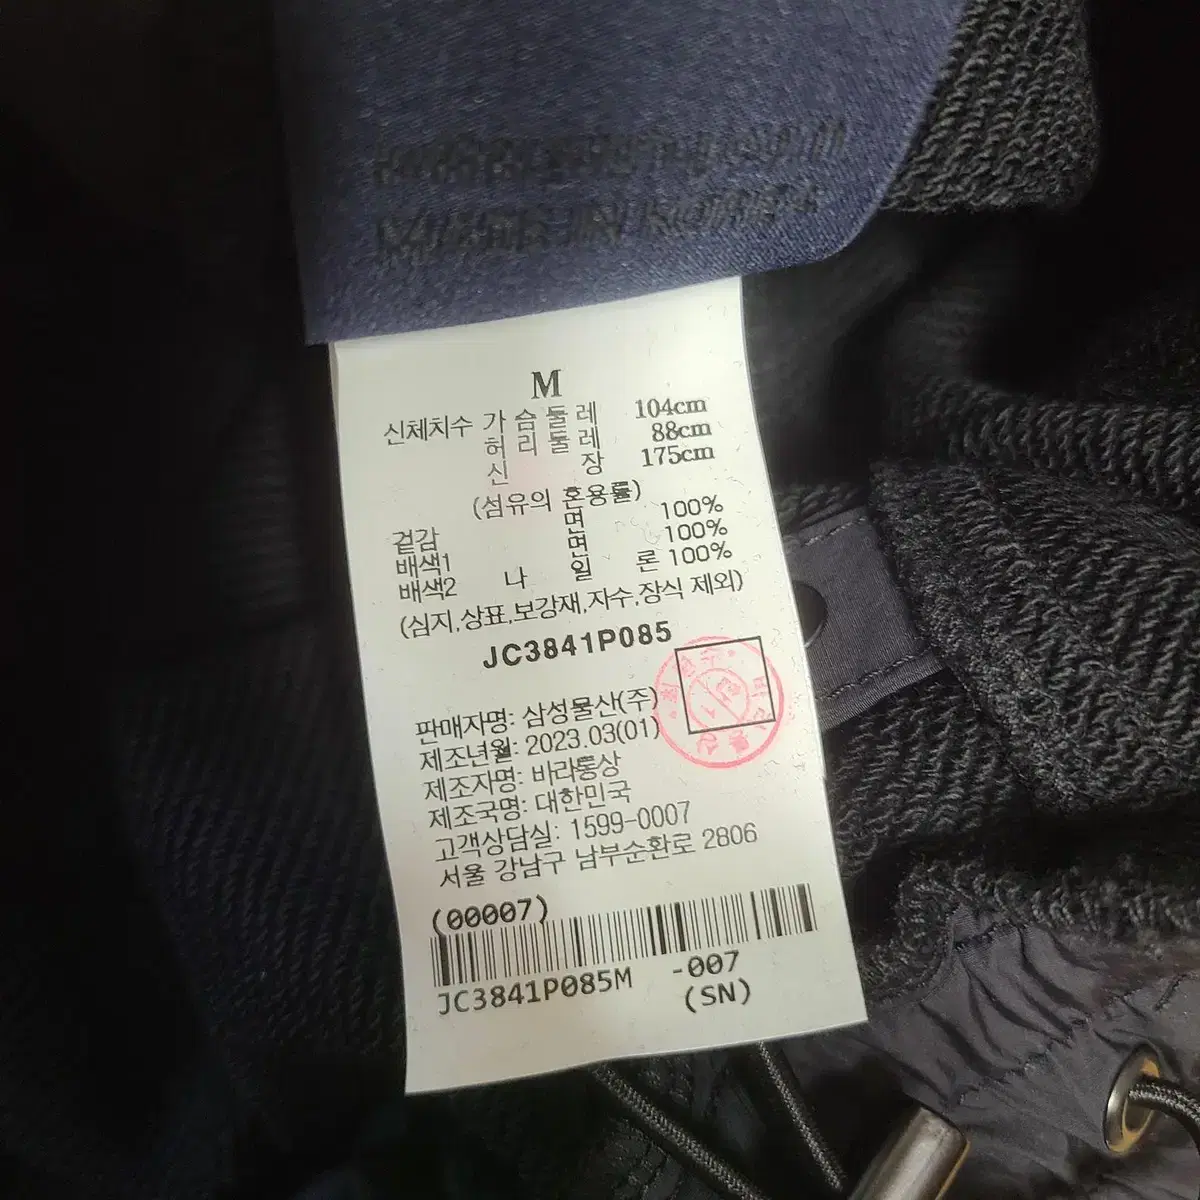 M
신체치수 가슴둘레 104cm
허리둘레 88cm
신장 175cm
(섬유의 혼용률)
겉감 면 100%
배색1 면 100%
배색2 나일론 100%
(심지,상표,보강재,자수,장식 제외)
JC3841P085
판매자명: 삼성물산(주)
제조년월: 2023.03(01)
제조자명: 바라통상
제조국명: 대한민국
고객상담실: 1599-0007
서울 강남구 남부순환로 2806
(00007)
JC3841P085M -007
(SN)